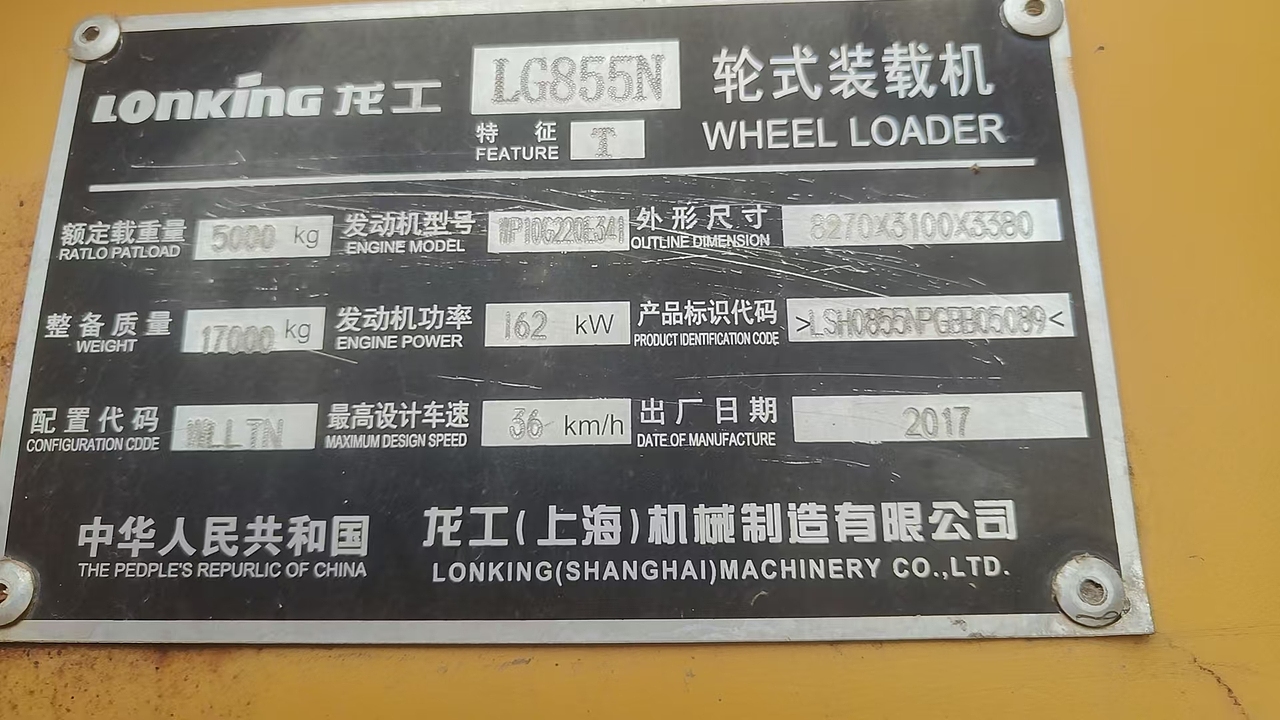 LONKING 龙工 LG855N 轮式装载机
特 征 T WHEEL LOADER
FEATURE
额定载重量 5000 kg 发动机型号 WP10G220E341 外形尺寸 8270X3100X3380
RATLO PATLOAD ENGINE MODEL OUTLINE DIMENSION
整备质量 17000 kg 发动机功率 162 kW 产品标识代码 >LSH0855NPGBB05089<
WEIGHT ENGINE POWER PRODUCT IDENTIFICATION CODE
配置代码 WLLTN 最高设计车速 36 km/h 出厂日期 2017
CONFIGURATION CDDE MAXIMUM DESIGN SPEED DATE.OF.MANUFACTURE
中华人民共和国 龙工(上海)机械制造有限公司
THE PEDPLE'S REPURLIC OF CHINA LONKING(SHANGHAI)MACHINERY CO.,LTD.